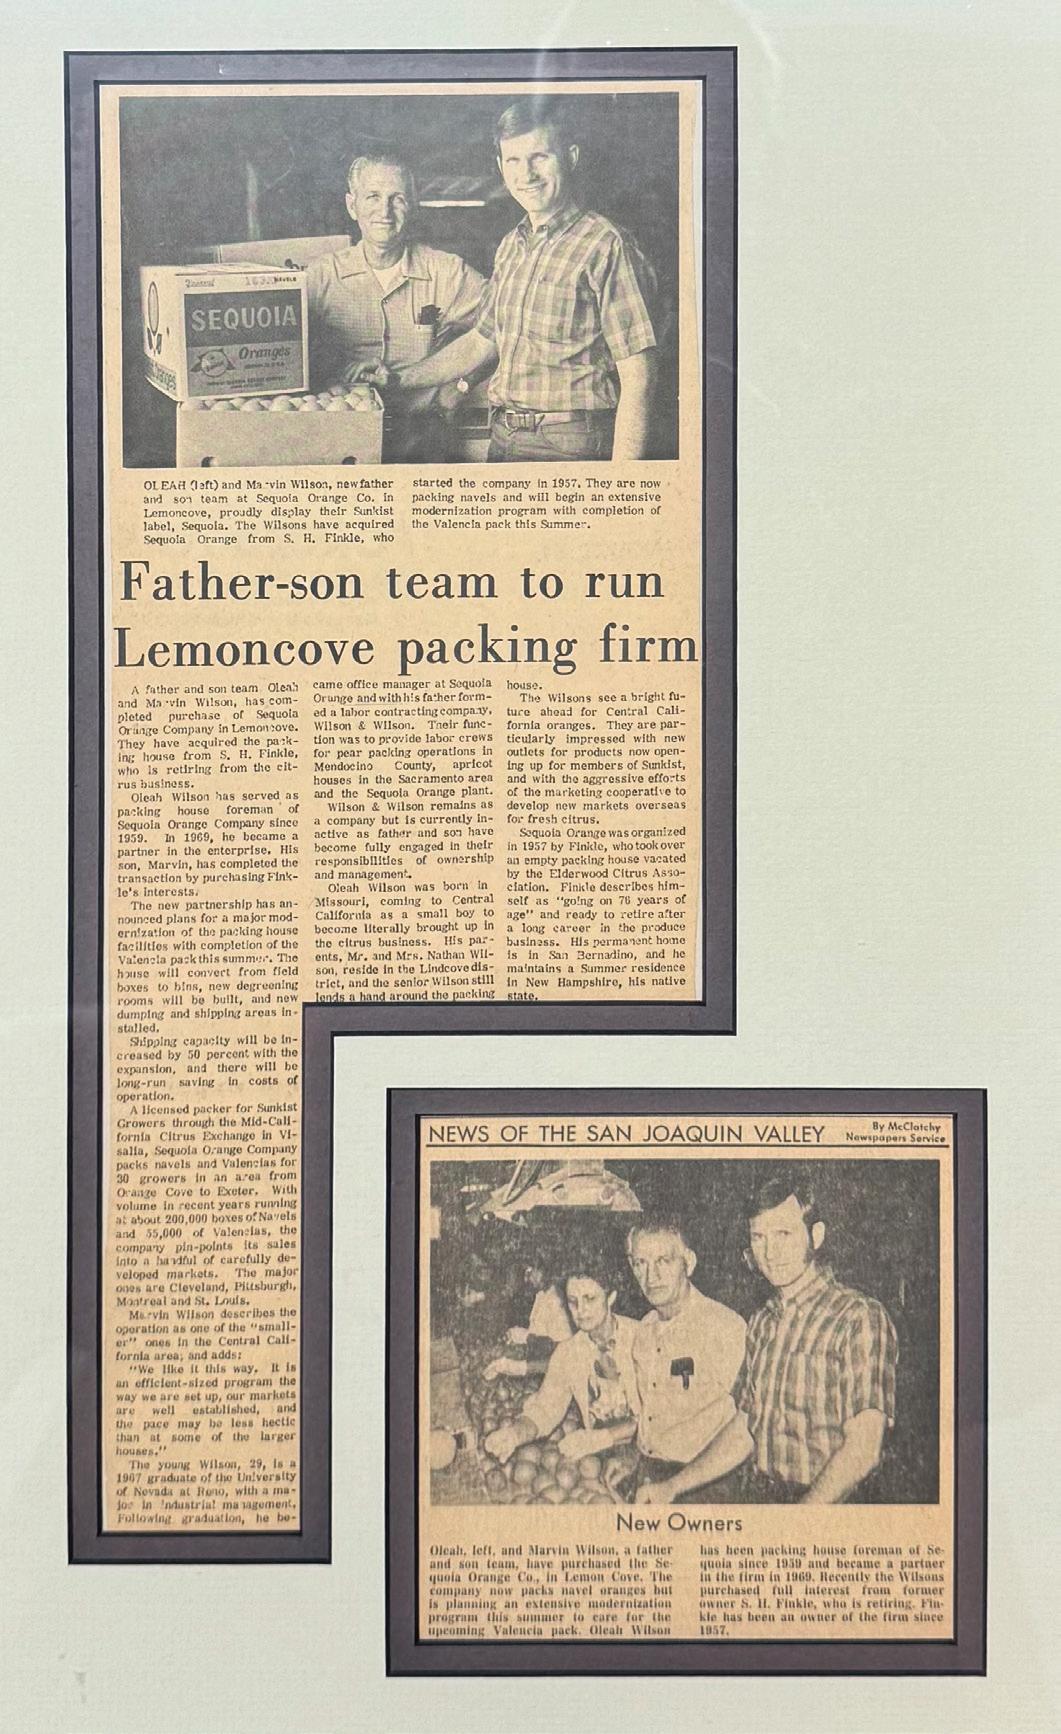 SEQUOIA
Oranges
OLEAH (left) and Marvin Wilson, new father
and son team at Sequoia Orange Co. in
Lemoncove, proudly display their Sunkist
label, Sequoia. The Wilsons have acquired
Sequoia Orange from S. H. Finkle, who
started the company in 1957. They are now
packing navels and will begin an extensive
modernization program with completion of
the Valencia pack this Summer.
Father-son team to run
Lemoncove packing firm
A father and son team Oleah
and Marvin Wilson, has com-
pleted purchase of Sequoia
Orange Company in Lemoncove.
They have acquired the pack-
ing house from S. H. Finkle,
who is retiring from the cit-
rus business.
Oleah Wilson has served as
packing house foreman of
Sequoia Orange Company since
1959. In 1969, he became a
partner in the enterprise. His
son, Marvin, has completed the
transaction by purchasing Fink-
le's interests.
The new partnership has an-
nounced plans for a major mod-
ernization of the packing house
facilities with completion of the
Valencia pack this summer. The
house will convert from field
boxes to bins, new degreening
rooms will be built, and new
dumping and shipping areas in-
stalled.
Shipping capacity will be in-
creased by 50 percent with the
expansion, and there will be
long-run saving in costs of
operation.
A licensed packer for Sunkist
Growers through the Mid-Cali-
fornia Citrus Exchange in Vi-
salia, Sequoia Orange Company
packs navels and Valencias for
30 growers in an area from
Orange Cove to Exeter. With
volume in recent years running
at about 200,000 boxes of Navels
and 55,000 of Valencias, the
company pin-points its sales
into a handful of carefully de-
veloped markets. The major
ones are Cleveland, Pittsburgh,
Montreal and St. Louis.
Marvin Wilson describes the
operation as one of the "small-
er" ones in the Central Cali-
fornia area; and adds:
"We like it this way. It is
an efficient-sized program the
way we are set up, our markets
are well established, and
the pace may be less hectic
than at some of the larger
houses."
The young Wilson, 29, is a
1967 graduate of the University
of Nevada at Reno, with a ma-
jor in industrial management.
Following graduation, he be-
came office manager at Sequoia
Orange and with his father form-
ed a labor contracting company,
Wilson & Wilson. Their func-
tion was to provide labor crews
for pear packing operations in
Mendocino County, apricot
houses in the Sacramento area
and the Sequoia Orange plant.
Wilson & Wilson remains as
a company but is currently in-
active as father and son have
become fully engaged in their
responsibilities of ownership
and management.
Oleah Wilson was born in
Missouri, coming to Central
California as a small boy to
become literally brought up in
the citrus business. His par-
ents, Mr. and Mrs. Nathan Wil-
son, reside in the Lindcove dis-
trict, and the senior Wilson still
lends a hand around the packing
house.
The Wilsons see a bright fu-
ture ahead for Central Cali-
fornia oranges. They are par-
ticularly impressed with new
outlets for products now open-
ing up for members of Sunkist,
and with the aggressive efforts
of the marketing cooperative to
develop new markets overseas
for fresh citrus.
Sequoia Orange was organized
in 1957 by Finkle, who took over
an empty packing house vacated
by the Elderwood Citrus Asso-
ciation. Finkle describes him-
self as "going on 76 years of
age" and ready to retire after
a long career in the produce
business. His permanent home
is in San Bernadino, and he
maintains a Summer residence
in New Hampshire, his native
state.
NEWS OF THE SAN JOAQUIN VALLEY
By McClatchy
Newspapers Service
New Owners
Oleah, left, and Marvin Wilson, a father
and son team, have purchased the Se-
quoia Orange Co., in Lemon Cove. The
company now packs navel oranges but
is planning an extensive modernization
program this summer to care for the
upcoming Valencia pack. Oleah Wilson
has been packing house foreman of Se-
quoia since 1959 and became a partner
in the firm in 1969. Recently the Wilsons
purchased full interest from former
owner S. H. Finkle, who is retiring. Fin-
kle has been an owner of the firm since
1957.